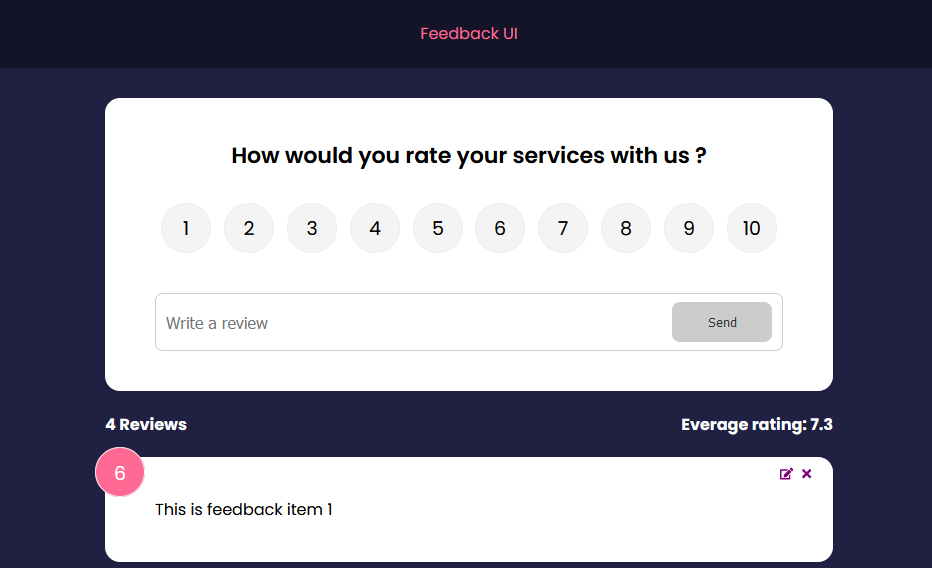 Feedback UI
How would you rate your services with us ?
1 2 3 4 5 6 7 8 9 10
Write a review
Send
4 Reviews
Everage rating: 7.3
6
This is feedback item 1